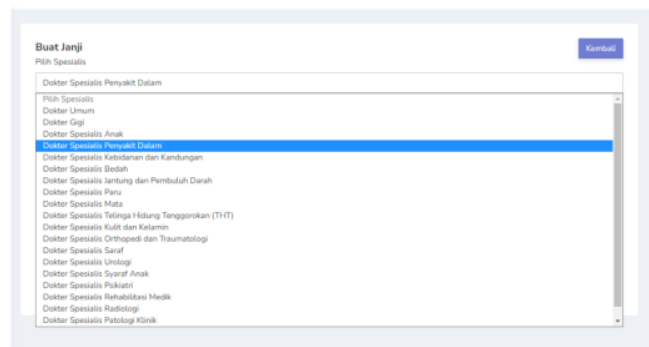 Buat Janji
Kembali
Pilih Spesialis
Dokter Spesialis Penyakit Dalam
Pilih Spesialis
Dokter Umum
Dokter Gigi
Dokter Spesialis Anak
Dokter Spesialis Penyakit Dalam
Dokter Spesialis Kebidanan dan Kandungan
Dokter Spesialis Bedah
Dokter Spesialis Jantung dan Pembuluh Darah
Dokter Spesialis Paru
Dokter Spesialis Mata
Dokter Spesialis Telinga Hidung Tenggorokan (THT)
Dokter Spesialis Kulit dan Kelamin
Dokter Spesialis Orthopedi dan Traumatologi
Dokter Spesialis Saraf
Dokter Spesialis Urologi
Dokter Spesialis Syaraf Anak
Dokter Spesialis Psikiatri
Dokter Spesialis Rehabilitasi Medik
Dokter Spesialis Radiologi
Dokter Spesialis Patologi Klinik